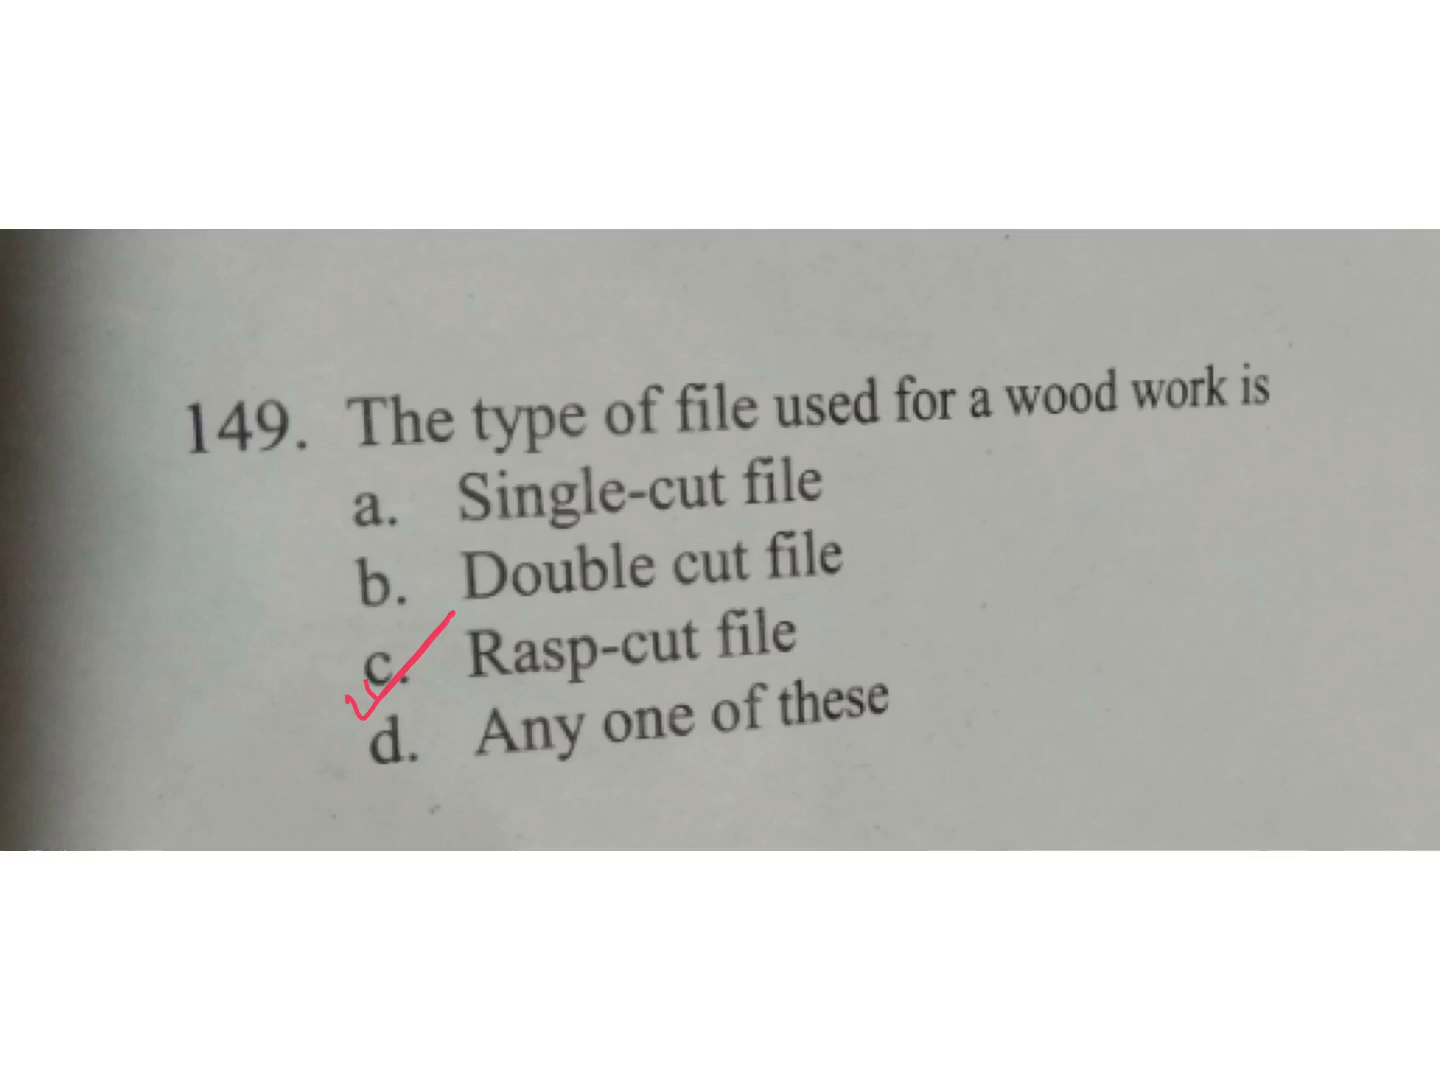 149. The type of file used for a wood work is
a. Single-cut file
b. Double cut file
c. Rasp-cut file
d. Any one of these